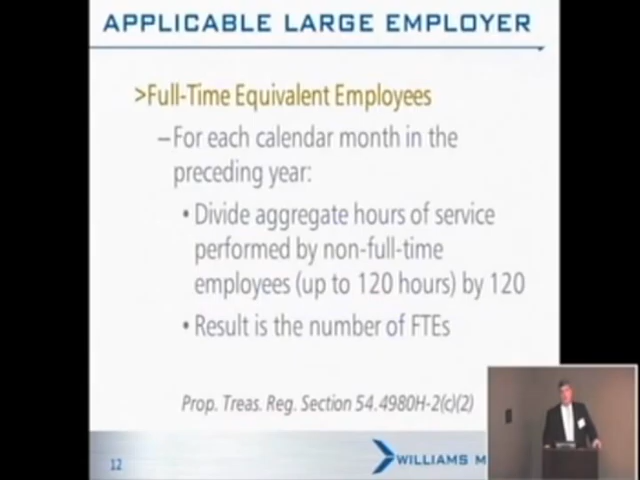 APPLICABLE LARGE EMPLOYER
>Full-Time Equivalent Employees
–For each calendar month in the
preceding year:
• Divide aggregate hours of service
performed by non-full-time
employees (up to 120 hours) by 120
• Result is the number of FTEs
Prop. Treas. Reg. Section 54.4980H-2(c)(2)
12
WILLIAMS M